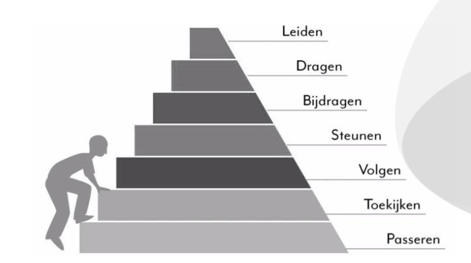 Leiden
Dragen
Bijdragen
Steunen
Volgen
Toekijken
Passeren